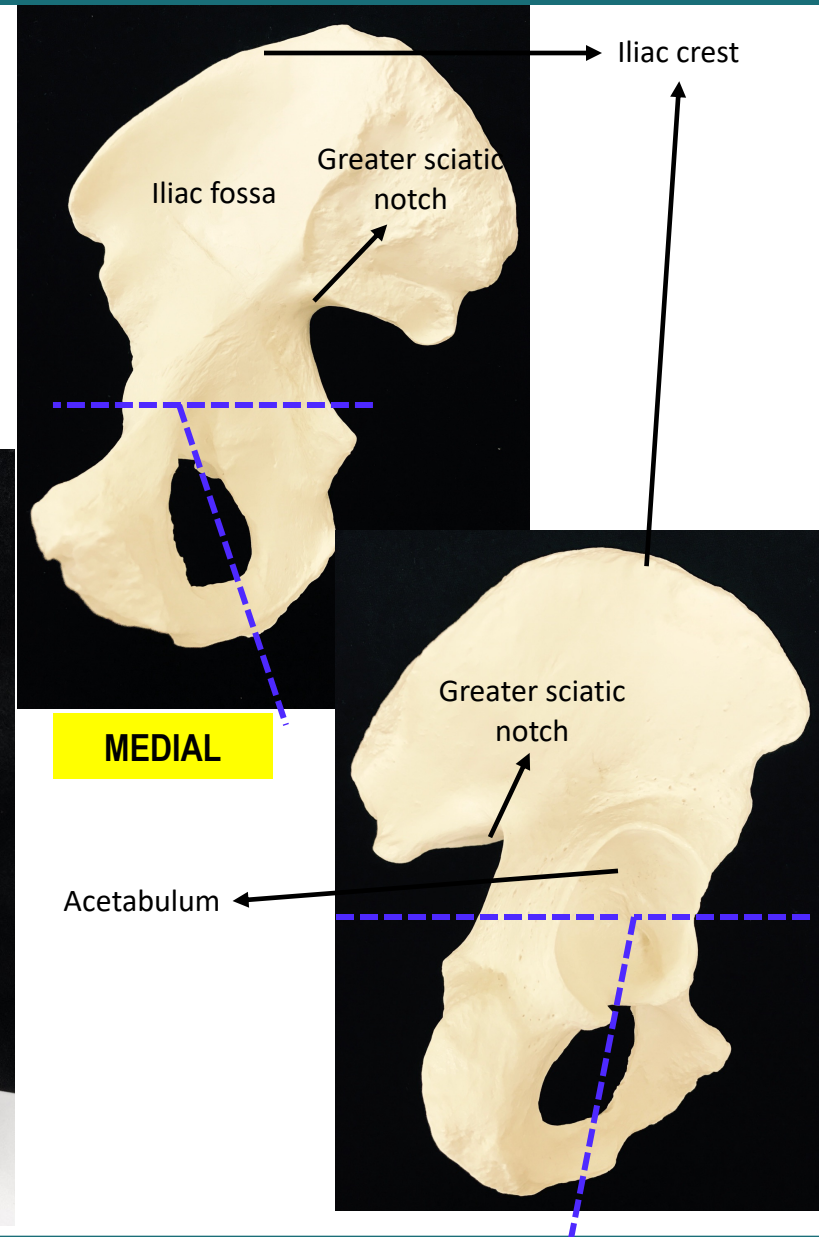 Iliac crest
Greater sciatic
notch
Iliac fossa
MEDIAL
Greater sciatic
notch
Acetabulum